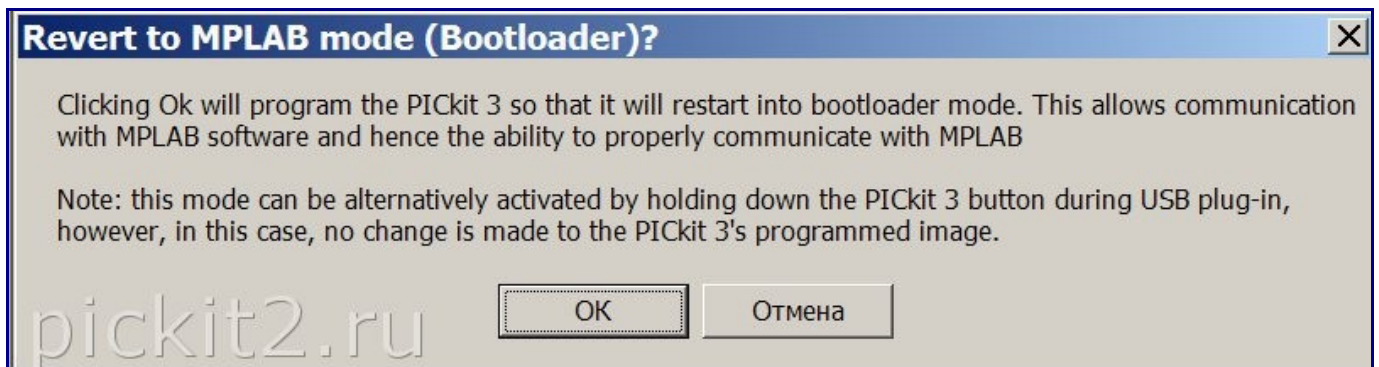 Revert to MPLAB mode (Bootloader)?
Clicking Ok will program the PICkit 3 so that it will restart into bootloader mode. This allows communication
with MPLAB software and hence the ability to properly communicate with MPLAB
Note: this mode can be alternatively activated by holding down the PICkit 3 button during USB plug-in,
however, in this case, no change is made to the PICkit 3's programmed image.
OK
Отмена
pickit2.ru